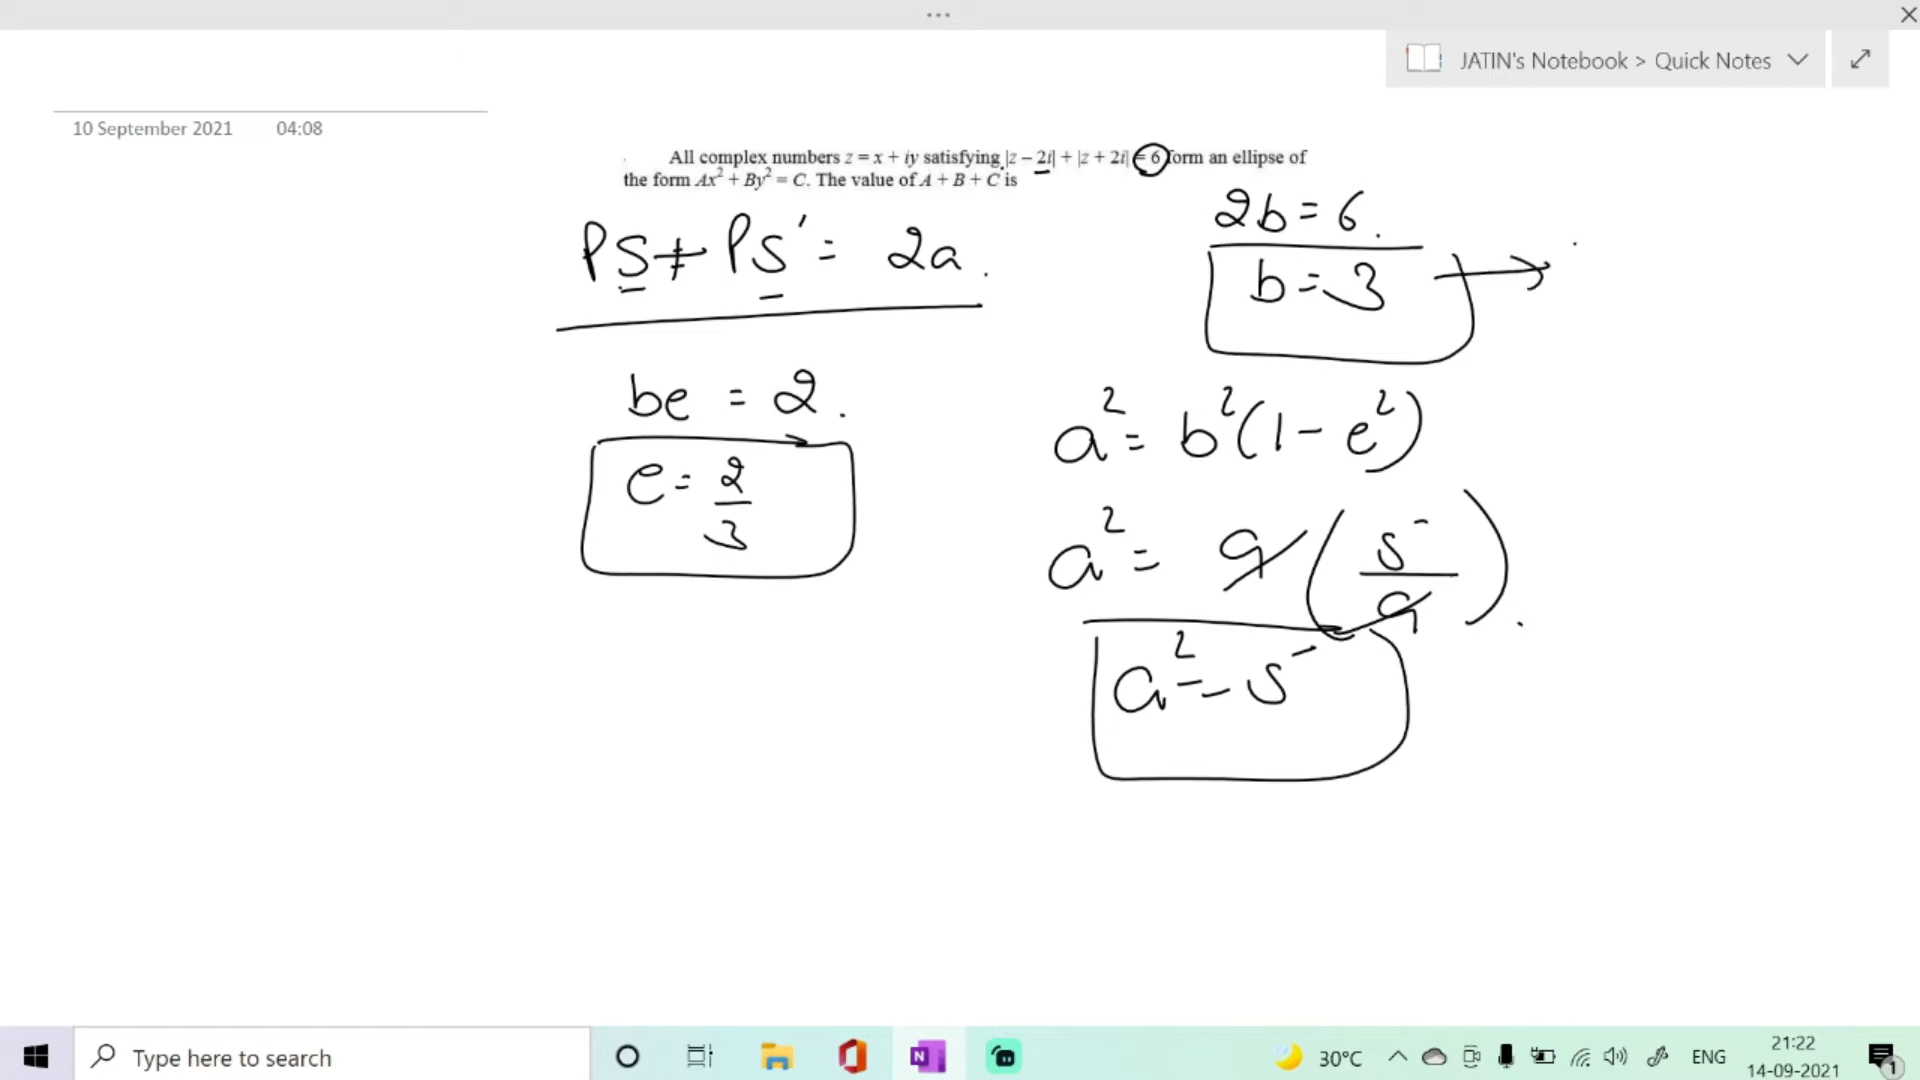 JATIN's Notebook > Quick Notes
10 September 2021 04:08
All complex numbers z = x + iy satisfying |z − 2i| + |z + 2i| = 6 form an ellipse of
the form Ax² + By² = C. The value of A + B + C is
PS + PS' = 2a.
2b = 6.
b = 3
be = 2.
e = 2/3
a² = b²(1 - e²)
a² = 9(5/9).
a² = 5
Type here to search
30°C
ENG
21:22
14-09-2021
1